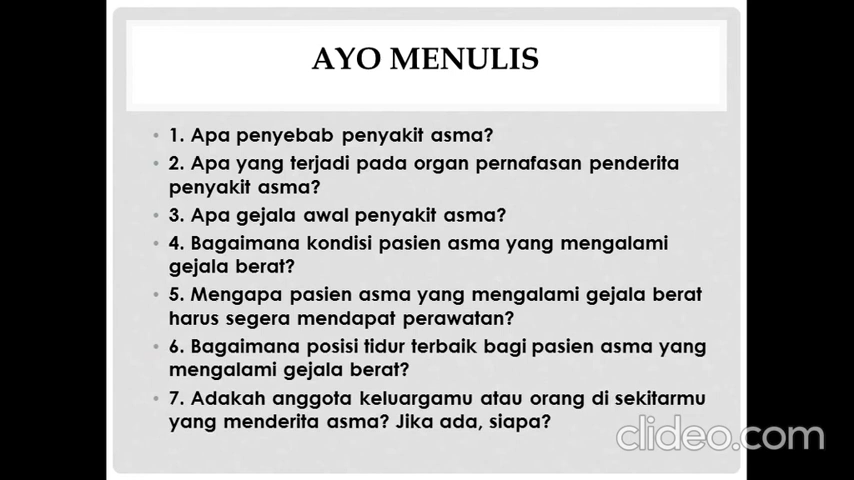 AYO MENULIS
• 1. Apa penyebab penyakit asma?
• 2. Apa yang terjadi pada organ pernafasan penderita
penyakit asma?
• 3. Apa gejala awal penyakit asma?
• 4. Bagaimana kondisi pasien asma yang mengalami
gejala berat?
• 5. Mengapa pasien asma yang mengalami gejala berat
harus segera mendapat perawatan?
• 6. Bagaimana posisi tidur terbaik bagi pasien asma yang
mengalami gejala berat?
• 7. Adakah anggota keluargamu atau orang di sekitarmu
yang menderita asma? Jika ada, siapa?
clideo.com